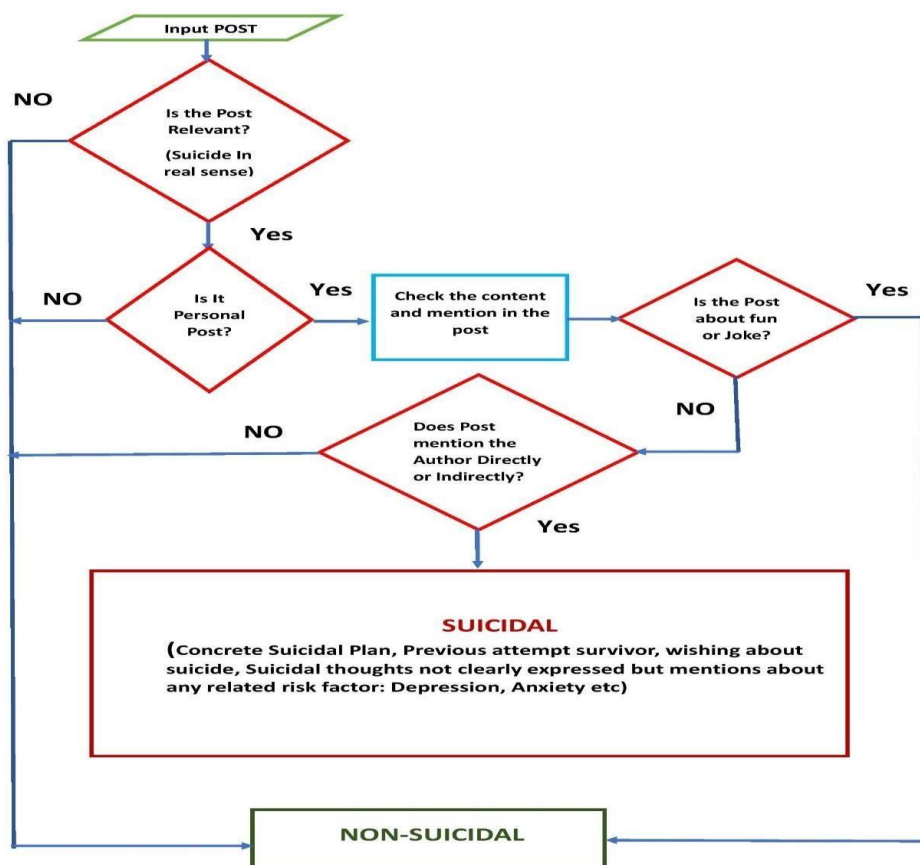 Input POST
NO
Is the Post
Relevant?
(Suicide In
real sense)
Yes
NO
Is It
Personal
Post?
Yes
Check the content
and mention in the
post
Is the Post
about fun
or Joke?
Yes
NO
NO
Does Post
mention the
Author Directly
or Indirectly?
Yes
SUICIDAL
(Concrete Suicidal Plan, Previous attempt survivor, wishing about
suicide, Suicidal thoughts not clearly expressed but mentions about
any related risk factor: Depression, Anxiety etc)
NON-SUICIDAL